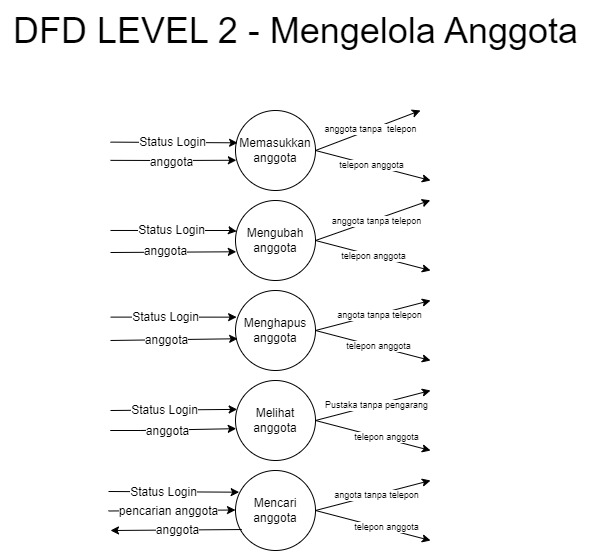 DFD LEVEL 2 - Mengelola Anggota
Status Login
anggota
Memasukkan
anggota
anggota tanpa telepon
telepon anggota
Status Login
anggota
Mengubah
anggota
anggota tanpa telepon
telepon anggota
Status Login
anggota
Menghapus
anggota
angota tanpa telepon
telepon anggota
Status Login
anggota
Melihat
anggota
Pustaka tanpa pengarang
telepon anggota
Status Login
pencarian anggota
anggota
Mencari
anggota
angota tanpa telepon
telepon anggota